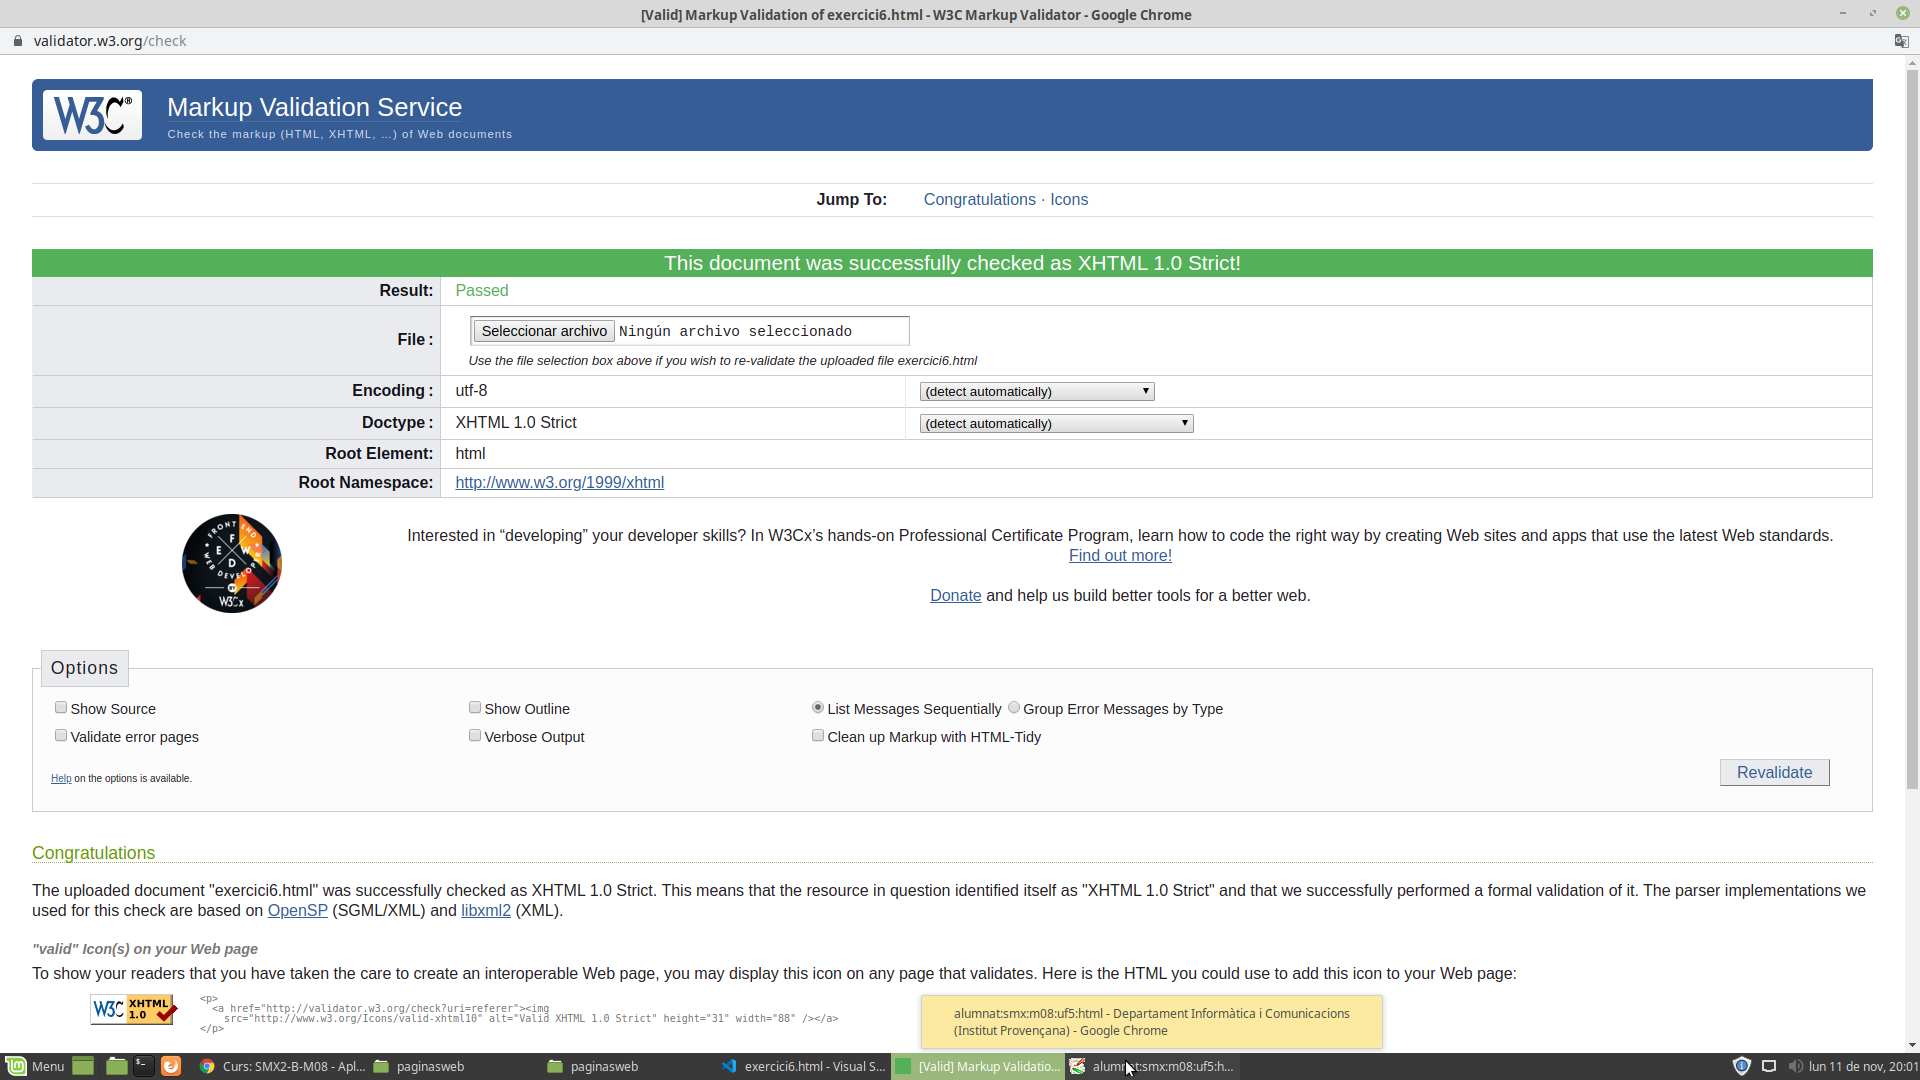 [Valid] Markup Validation of exercici6.html - W3C Markup Validator - Google Chrome
validator.w3.org/check
W3C® Markup Validation Service
Check the markup (HTML, XHTML, …) of Web documents
Jump To: Congratulations · Icons
This document was successfully checked as XHTML 1.0 Strict!
Result: Passed
File : Seleccionar archivo Ningún archivo seleccionado
Use the file selection box above if you wish to re-validate the uploaded file exercici6.html
Encoding : utf-8 (detect automatically)
Doctype : XHTML 1.0 Strict (detect automatically)
Root Element: html
Root Namespace: http://www.w3.org/1999/xhtml
FRONT END
F
E W
D
WEB DEVELOPER
BY
W3Cx
Interested in “developing” your developer skills? In W3Cx’s hands-on Professional Certificate Program, learn how to code the right way by creating Web sites and apps that use the latest Web standards.
Find out more!
Donate and help us build better tools for a better web.
Options
Show Source Show Outline List Messages Sequentially Group Error Messages by Type
Validate error pages Verbose Output Clean up Markup with HTML-Tidy
Help on the options is available.
Revalidate
Congratulations
The uploaded document "exercici6.html" was successfully checked as XHTML 1.0 Strict. This means that the resource in question identified itself as "XHTML 1.0 Strict" and that we successfully performed a formal validation of it. The parser implementations we
used for this check are based on OpenSP (SGML/XML) and libxml2 (XML).
"valid" Icon(s) on your Web page
To show your readers that you have taken the care to create an interoperable Web page, you may display this icon on any page that validates. Here is the HTML you could use to add this icon to your Web page:
W3C XHTML 1.0
<p>
<a href="http://validator.w3.org/check?uri=referer"><img
src="http://www.w3.org/Icons/valid-xhtml10" alt="Valid XHTML 1.0 Strict" height="31" width="88" /></a>
</p>
alumnat:smx:m08:uf5:html - Departament Informàtica i Comunicacions
(Institut Provençana) - Google Chrome
Menu Curs: SMX2-B-M08 - Apl... paginasweb paginasweb exercici6.html - Visual S... [Valid] Markup Validatio... alumnat:smx:m08:uf5:h... lun 11 de nov, 20:01